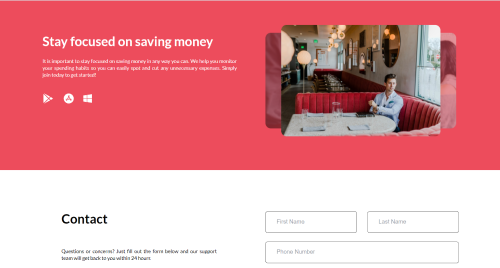 Stay focused on saving money
It is important to stay focused on saving money in any way you can. We help you monitor
your spending habits so you can easily spot and cut any unnecessary expenses. Simply
join today to get started!
Contact
Questions or concerns? Just fill out the form below and our support
team will get back to you within 24 hours
First Name
Last Name
Phone Number